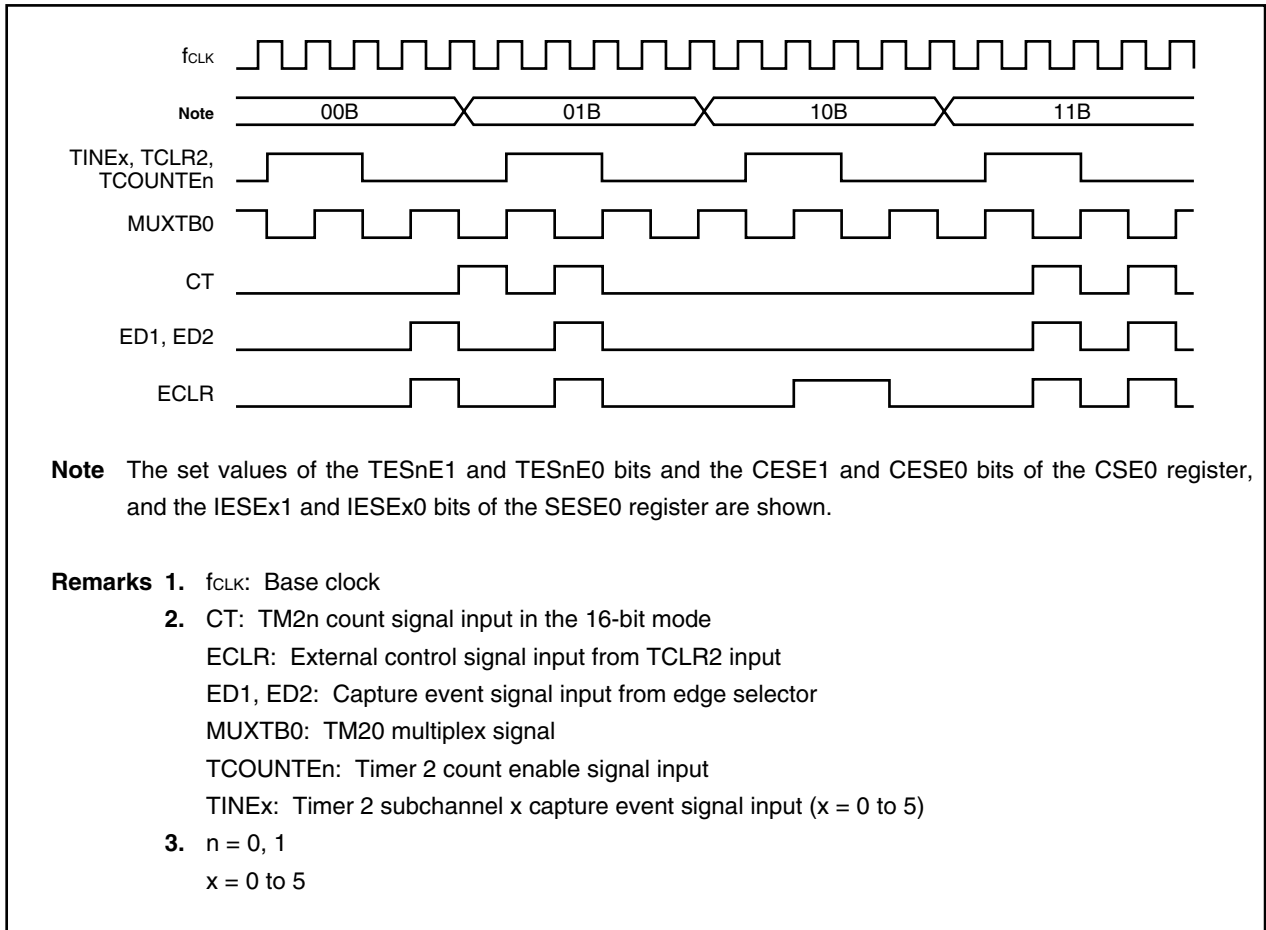 fCLK
Note 00B 01B 10B 11B
TINEx, TCLR2,
TCOUNTEn
MUXTB0
CT
ED1, ED2
ECLR
Note The set values of the TESnE1 and TESnE0 bits and the CESE1 and CESE0 bits of the CSE0 register,
and the IESEx1 and IESEx0 bits of the SESE0 register are shown.
Remarks 1. fCLK: Base clock
2. CT: TM2n count signal input in the 16-bit mode
ECLR: External control signal input from TCLR2 input
ED1, ED2: Capture event signal input from edge selector
MUXTB0: TM20 multiplex signal
TCOUNTEn: Timer 2 count enable signal input
TINEx: Timer 2 subchannel x capture event signal input (x = 0 to 5)
3. n = 0, 1
x = 0 to 5